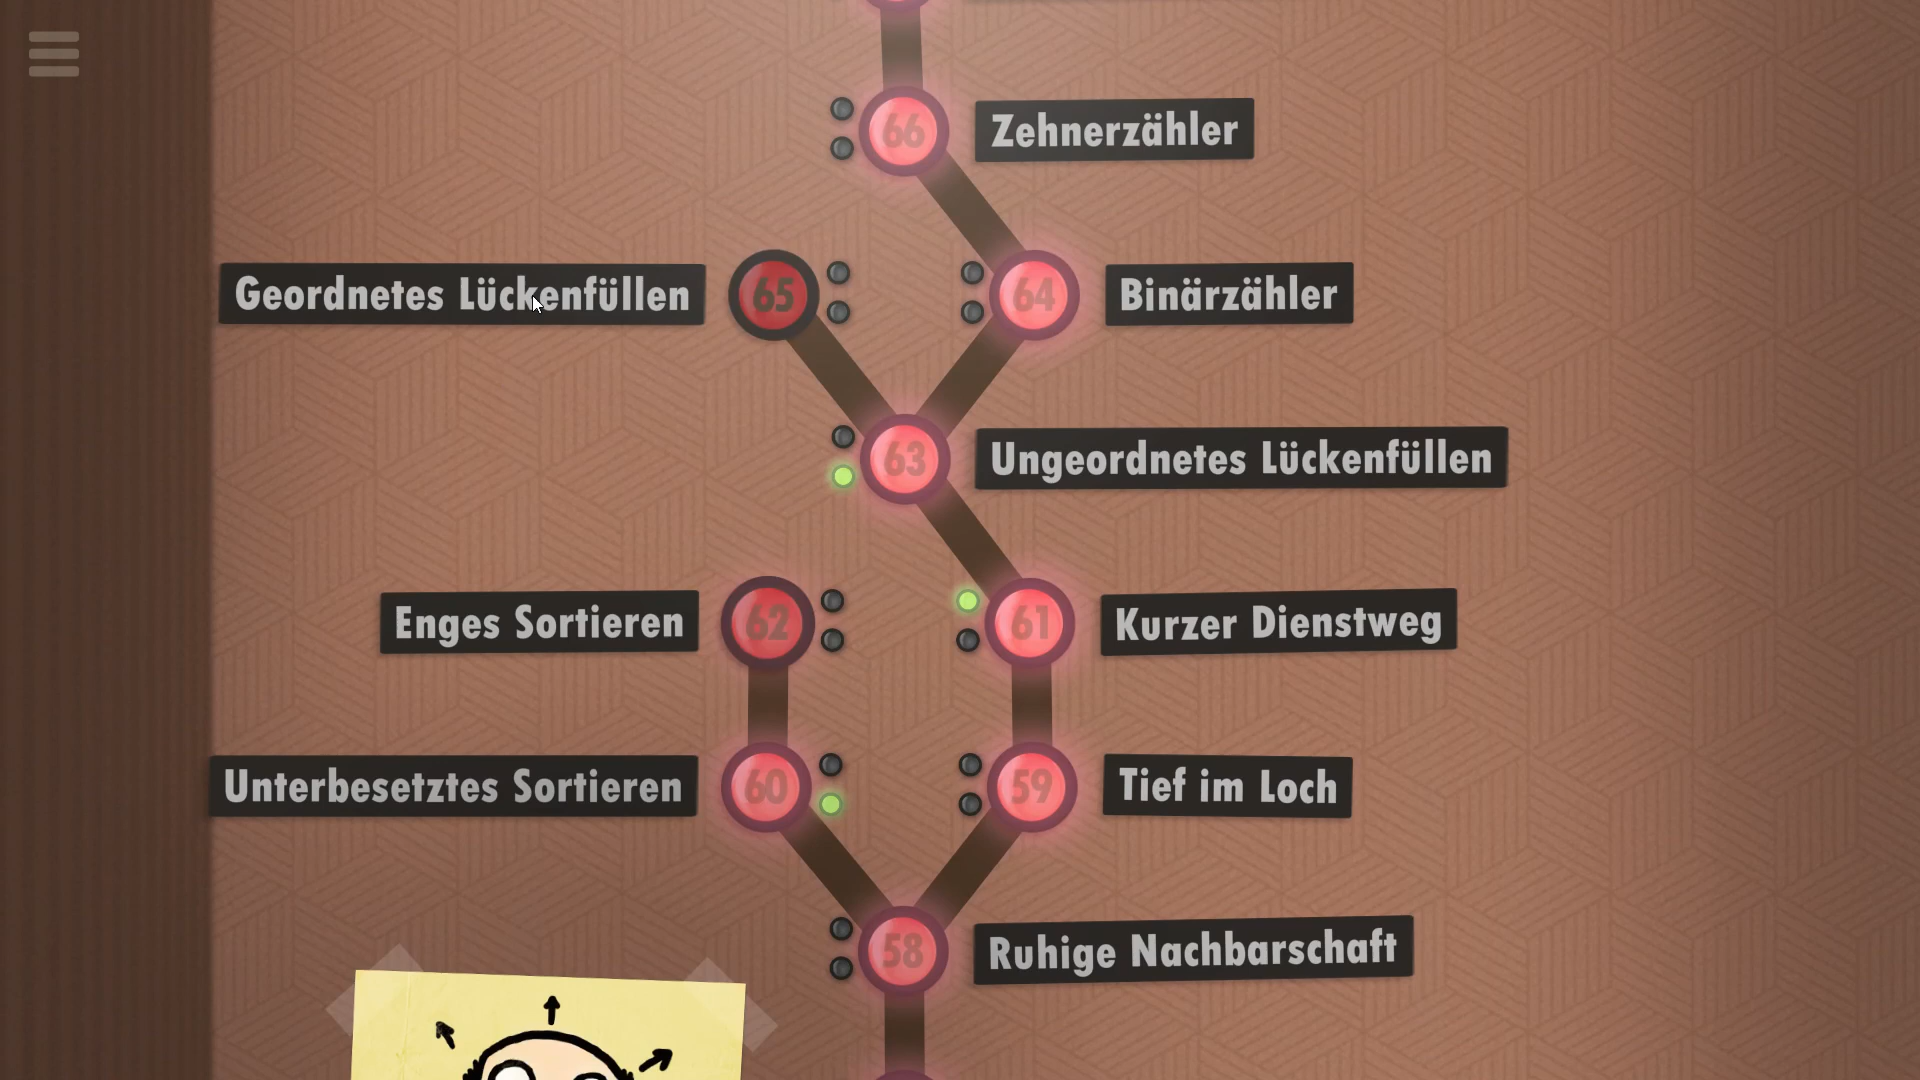 66 Zehnerzähler
Geordnetes Lückenfüllen 65
64 Binärzähler
63 Ungeordnetes Lückenfüllen
Enges Sortieren 62
61 Kurzer Dienstweg
Unterbesetztes Sortieren 60
59 Tief im Loch
58 Ruhige Nachbarschaft